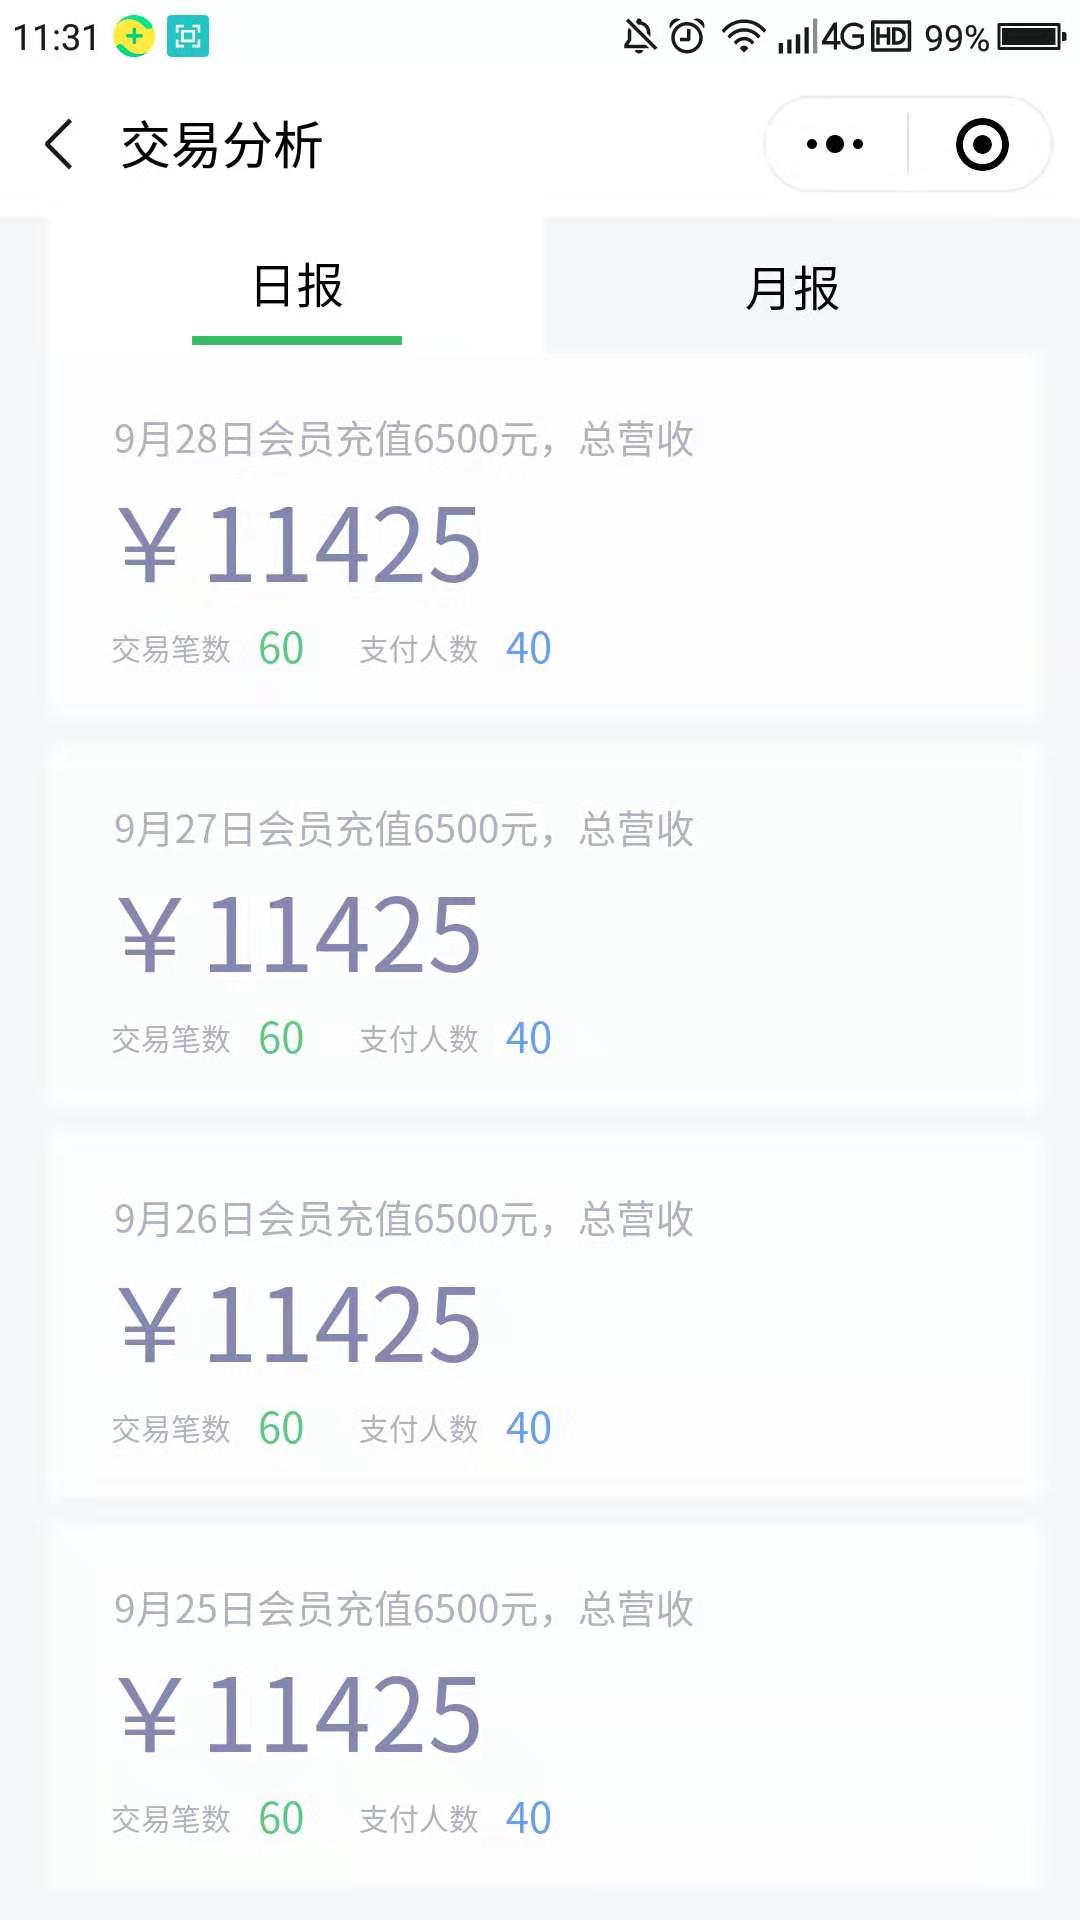 11:31 4G HD 99%
交易分析
日报 月报
9月28日会员充值6500元，总营收
￥11425
交易笔数 60 支付人数 40
9月27日会员充值6500元，总营收
￥11425
交易笔数 60 支付人数 40
9月26日会员充值6500元，总营收
￥11425
交易笔数 60 支付人数 40
9月25日会员充值6500元，总营收
￥11425
交易笔数 60 支付人数 40